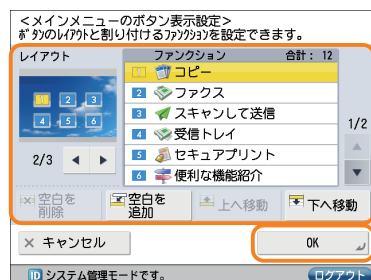 <メインメニューのボタン表示設定>
ボタンのレイアウトと割り付けるファンクションを設定できます。
レイアウト
ファンクション 合計: 12
1 コピー
2 ファクス
3 スキャンして送信
4 受信トレイ
5 セキュアプリント
6 便利な機能紹介
1 2 3
4 5 6
2/3
1/2
空白を
削除
空白を
追加
上へ移動
下へ移動
× キャンセル
OK
ID システム管理モードです。
ログアウト